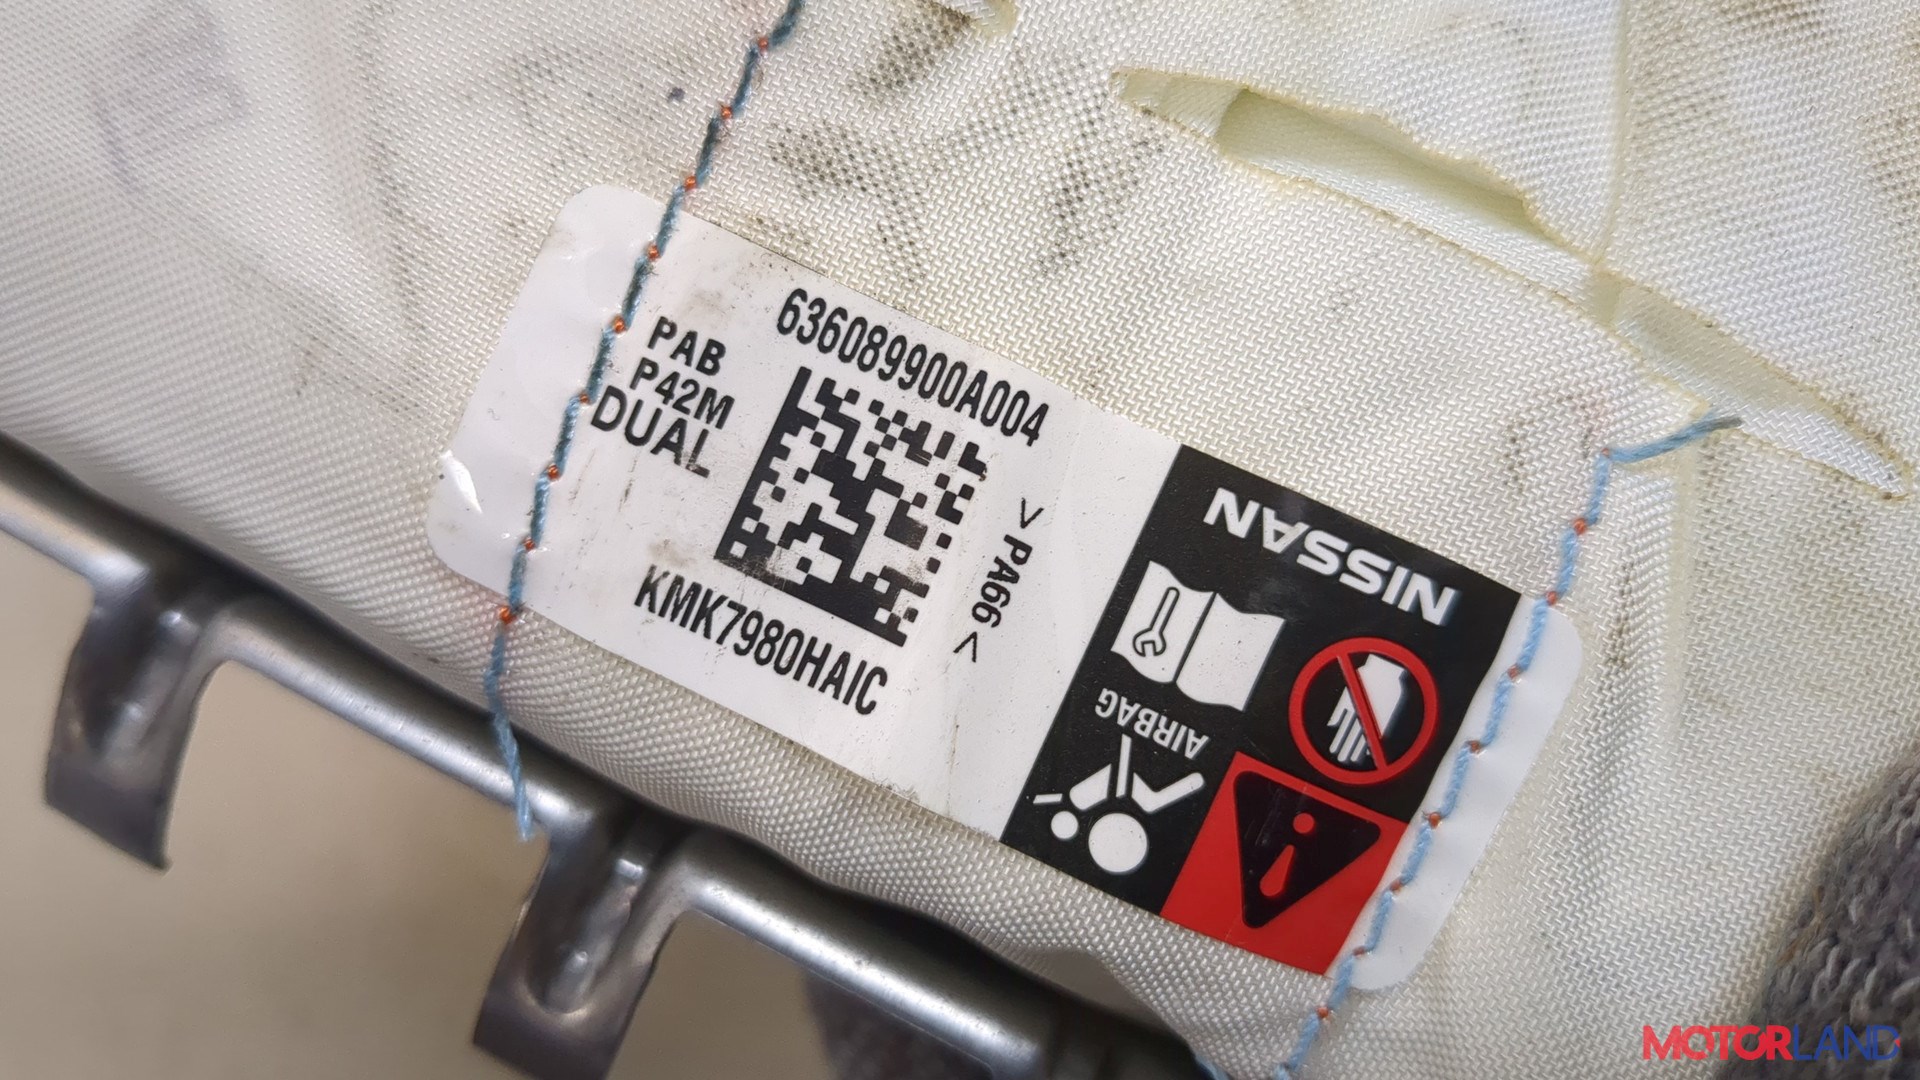 636089900A004
PAB
P42M
DUAL
KMK7980HAIC
> PA66 <
NISSAN
AIRBAG
MOTORLAND